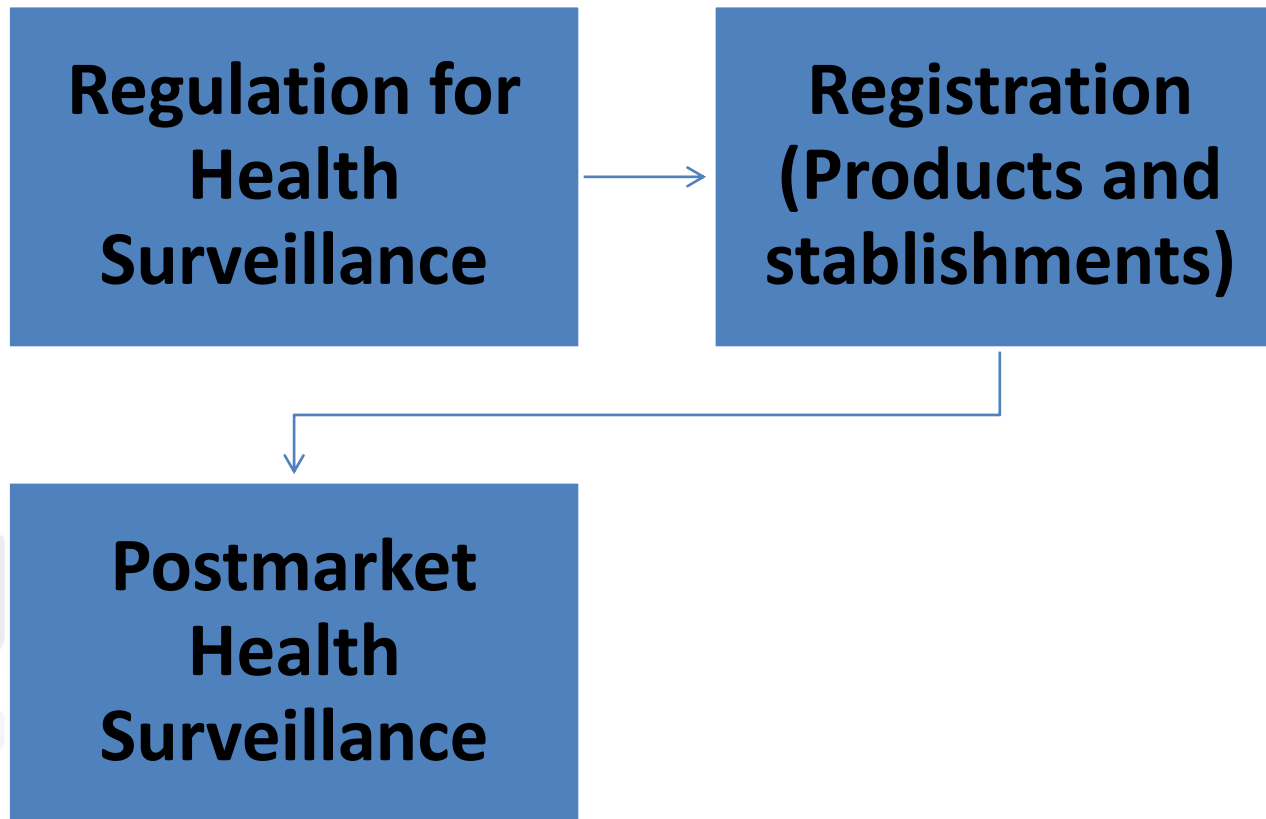 Regulation for
Health
Surveillance
Registration
(Products and
stablishments)
Postmarket
Health
Surveillance